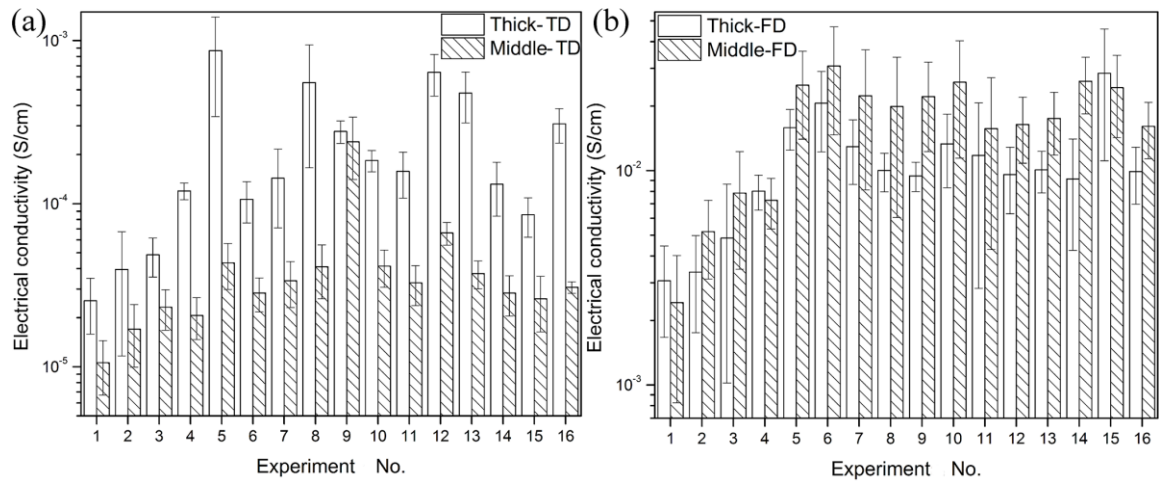 (a)
Thick-TD
Middle-TD
Electrical conductivity (S/cm)
10⁻³
10⁻⁴
10⁻⁵
1 2 3 4 5 6 7 8 9 10 11 12 13 14 15 16
Experiment No.
(b)
Thick-FD
Middle-FD
Electrical conductivity (S/cm)
10⁻²
10⁻³
1 2 3 4 5 6 7 8 9 10 11 12 13 14 15 16
Experiment No.